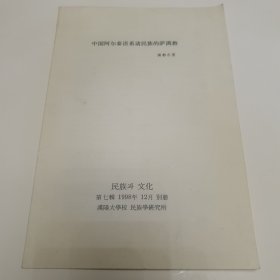 中国阿尔泰语系诸民族的萨满教
民族과 文化
第七輯 1998年 12月 別冊
漢陽大學校 民族學硏究所